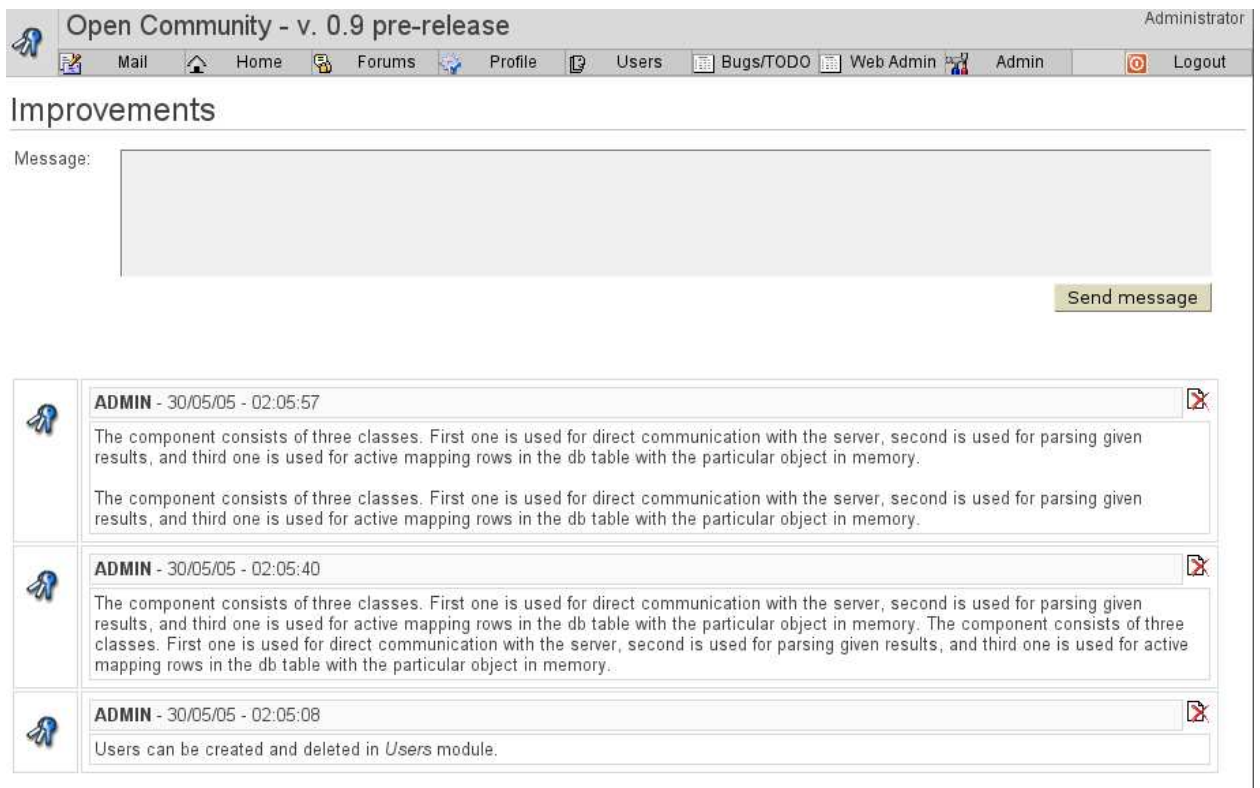 Open Community - v. 0.9 pre-release
Administrator
Mail Home Forums Profile Users Bugs/TODO Web Admin Admin Logout
Improvements
Message:
Send message
ADMIN - 30/05/05 - 02:05:57
The component consists of three classes. First one is used for direct communication with the server, second is used for parsing given
results, and third one is used for active mapping rows in the db table with the particular object in memory.
The component consists of three classes. First one is used for direct communication with the server, second is used for parsing given
results, and third one is used for active mapping rows in the db table with the particular object in memory.
ADMIN - 30/05/05 - 02:05:40
The component consists of three classes. First one is used for direct communication with the server, second is used for parsing given
results, and third one is used for active mapping rows in the db table with the particular object in memory. The component consists of three
classes. First one is used for direct communication with the server, second is used for parsing given results, and third one is used for active
mapping rows in the db table with the particular object in memory.
ADMIN - 30/05/05 - 02:05:08
Users can be created and deleted in Users module.